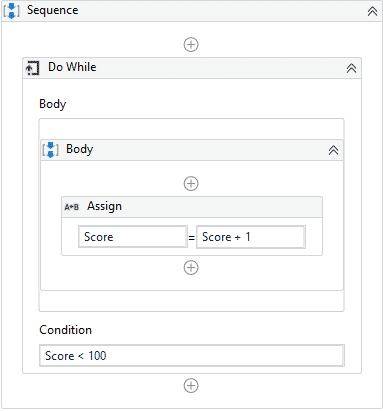 Sequence
Do While
Body
Body
A+B Assign
Score = Score + 1
Condition
Score < 100